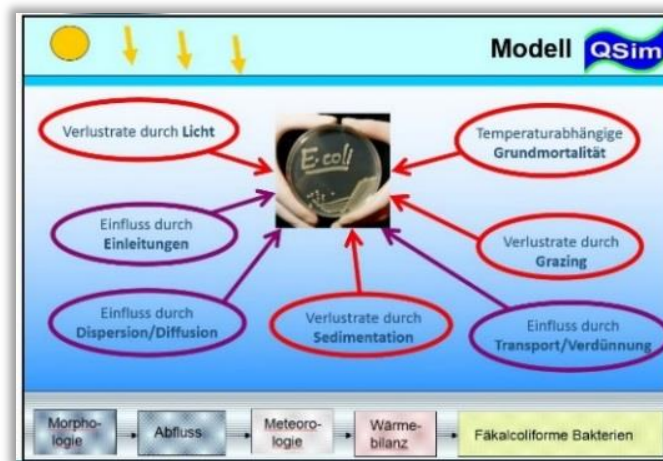 Modell QSim
Verlustrate durch Licht
Temperaturabhängige
Grundmortalität
E.coli
Einfluss durch
Einleitungen
Verlustrate durch
Grazing
Einfluss durch
Dispersion/Diffusion
Verlustrate durch
Sedimentation
Einfluss durch
Transport/Verdünnung
Morpho-
logie
Abfluss
Meteoro-
logie
Wärme-
bilanz
Fäkalcoliforme Bakterien